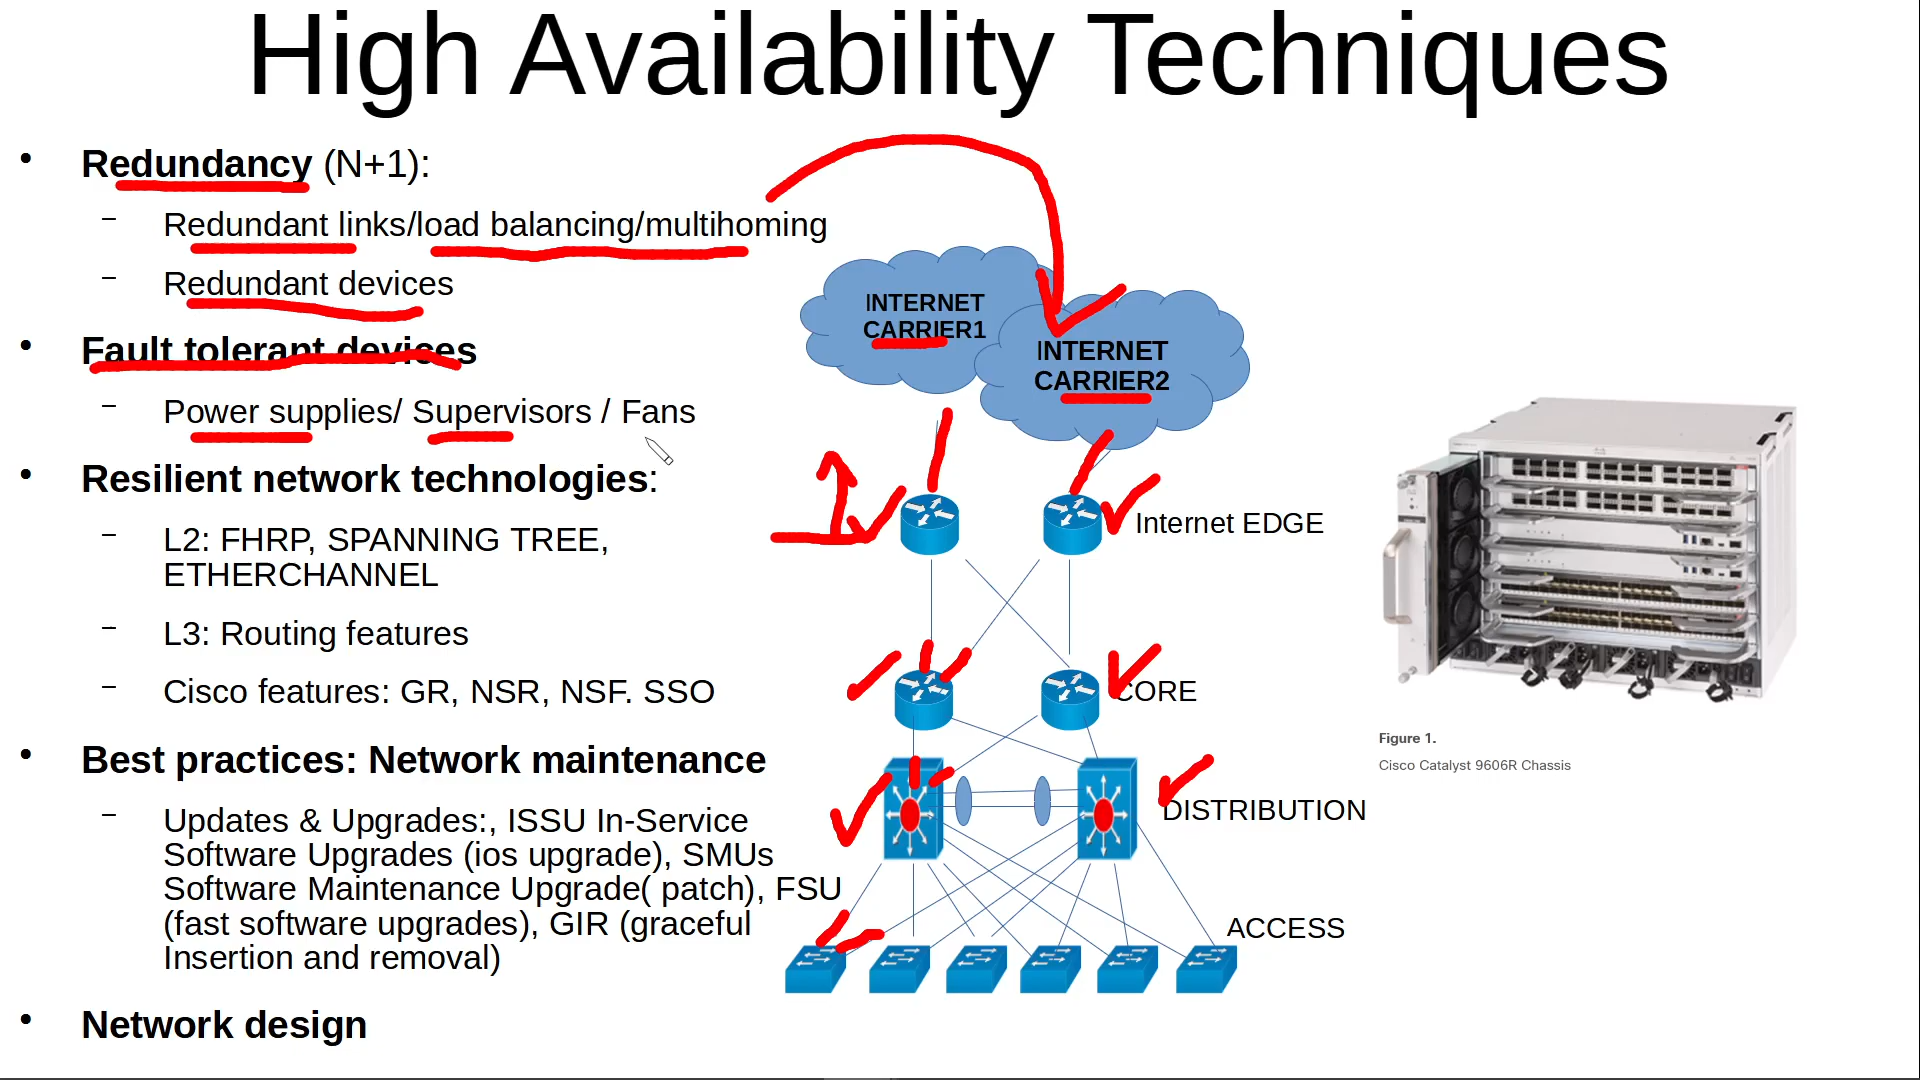 High Availability Techniques
• Redundancy (N+1):
– Redundant links/load balancing/multihoming
– Redundant devices
• Fault tolerant devices
– Power supplies/ Supervisors / Fans
• Resilient network technologies:
– L2: FHRP, SPANNING TREE,
ETHERCHANNEL
– L3: Routing features
– Cisco features: GR, NSR, NSF. SSO
• Best practices: Network maintenance
– Updates & Upgrades:, ISSU In-Service
Software Upgrades (ios upgrade), SMUs
Software Maintenance Upgrade( patch), FSU
(fast software upgrades), GIR (graceful
Insertion and removal)
• Network design
INTERNET
CARRIER1
INTERNET
CARRIER2
Internet EDGE
CORE
DISTRIBUTION
ACCESS
Figure 1.
Cisco Catalyst 9606R Chassis